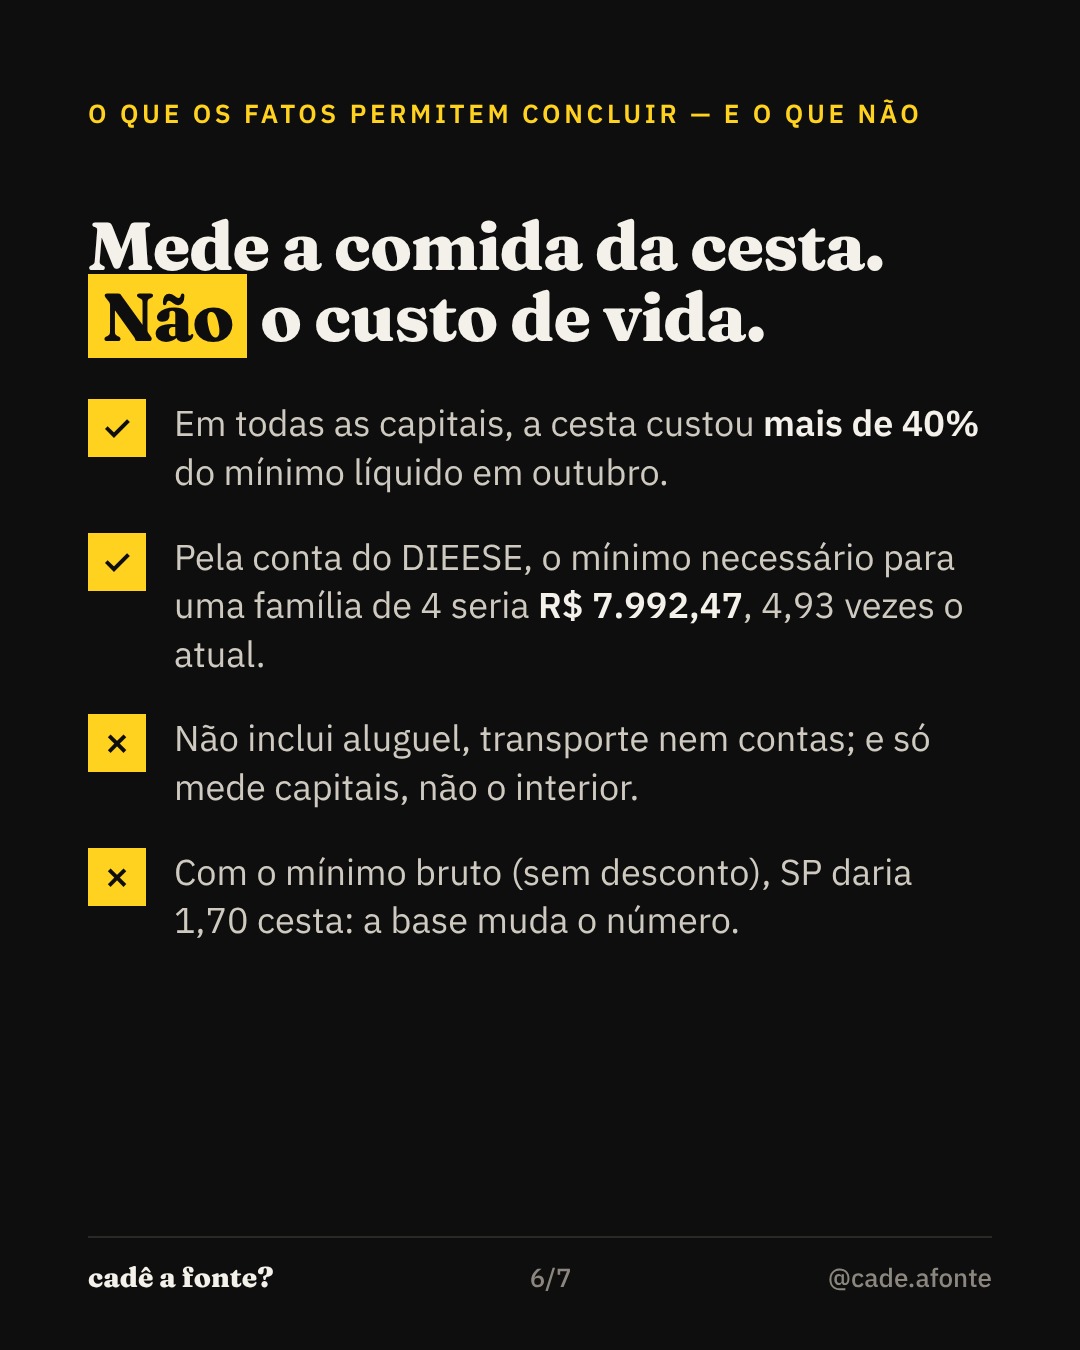 O QUE OS FATOS PERMITEM CONCLUIR — E O QUE NÃO
Mede a comida da cesta.
Não o custo de vida.
Em todas as capitais, a cesta custou mais de 40%
do mínimo líquido em outubro.
Pela conta do DIEESE, o mínimo necessário para
uma família de 4 seria R$ 7.992,47, 4,93 vezes o
atual.
Não inclui aluguel, transporte nem contas; e só
mede capitais, não o interior.
Com o mínimo bruto (sem desconto), SP daria
1,70 cesta: a base muda o número.
cadê a fonte?
6/7
@cade.afonte